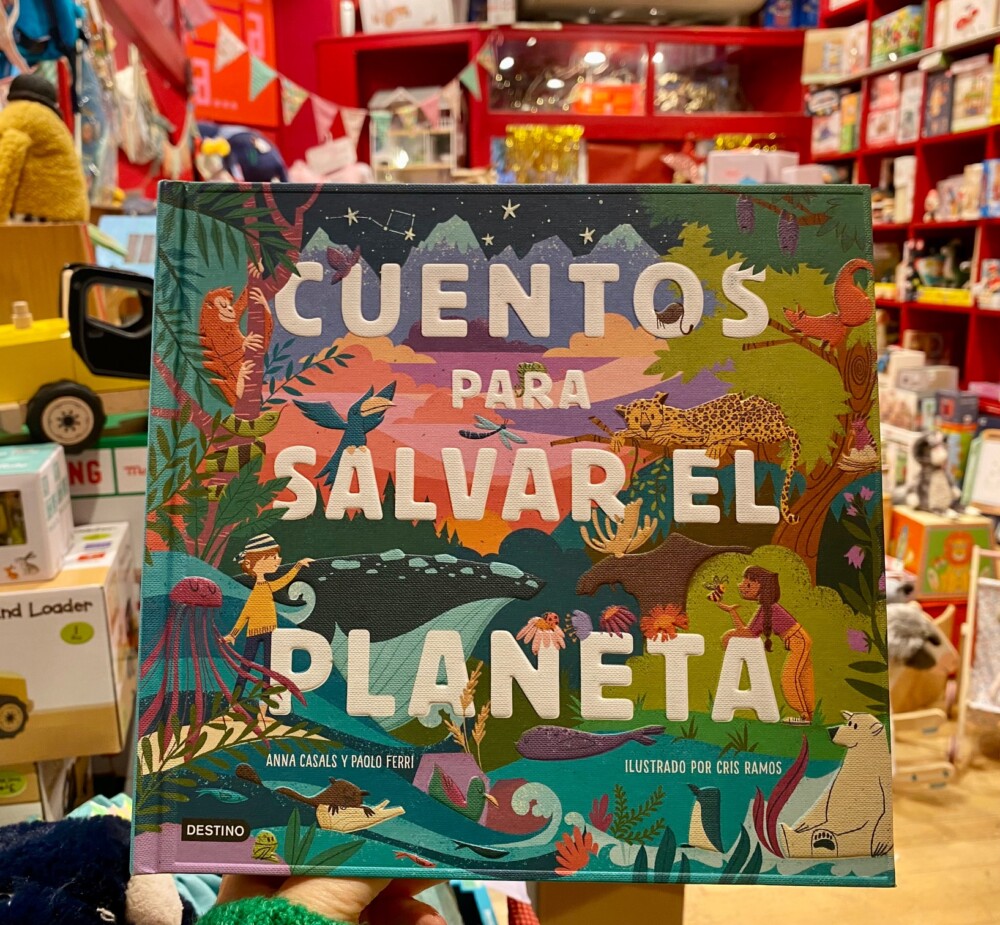 CUENTOS
PARA
SALVAR EL
PLANETA
ANNA CASALS Y PAOLO FERRI
ILUSTRADO POR CRIS RAMOS
DESTINO
nd Loader